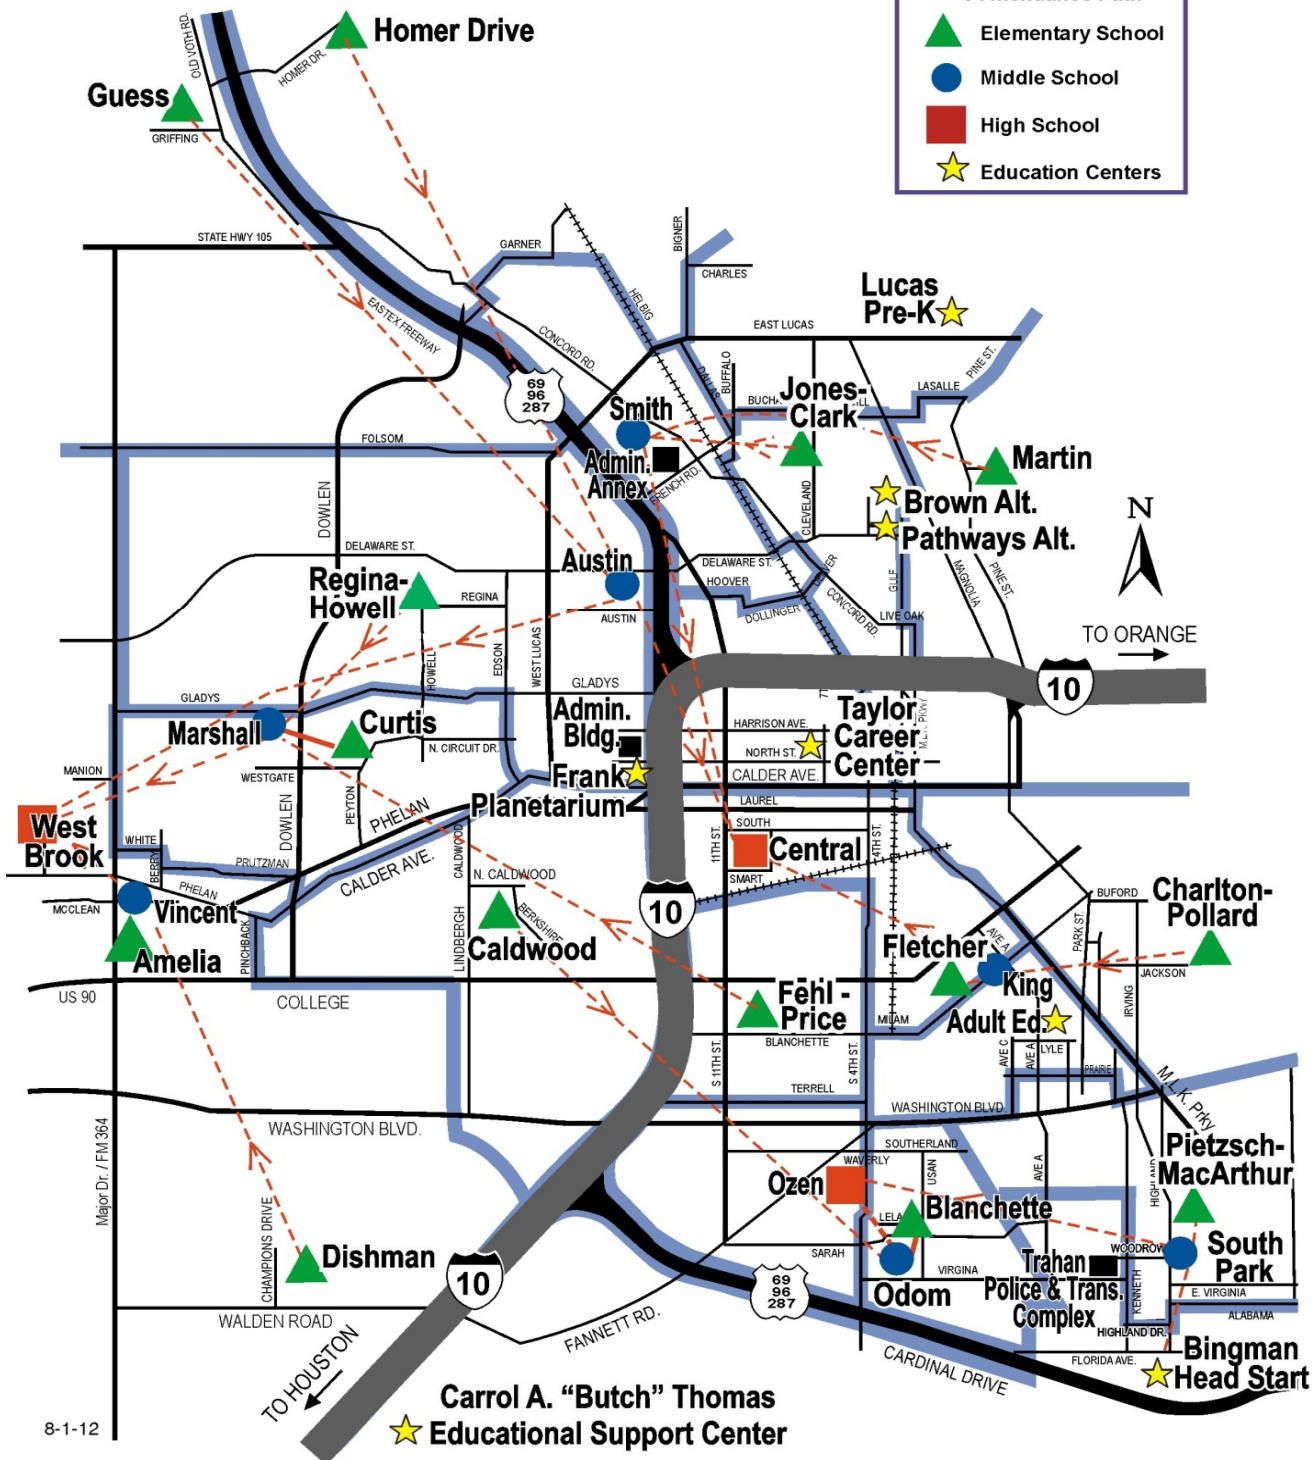 Elementary School
Middle School
High School
Education Centers
Homer Drive
OLD VOTH RD.
HOMER DR.
Guess
GRIFFING
STATE HWY 105
GARNER
BIGNER
CHARLES
HELBIG
EASTEX FREEWAY
CONCORD RD.
Lucas
Pre-K
EAST LUCAS
PINE ST.
DALLAS
BUFFALO
LASALLE
69
96
287
Jones-
Clark
Smith
FOLSOM
Admin.
Annex
Martin
DOWLEN
CLEVELAND
Brown Alt.
Pathways Alt.
N
DELAWARE ST.
Austin
DELAWARE ST.
HOOVER
DENVER
DOLLINGER
CONCORD RD.
GULF
MAGNOLIA
PINE ST.
LIVE OAK
Regina-
Howell
REGINA
AUSTIN
HOWELL
EDSON
WEST LUCAS
TO ORANGE
10
GLADYS
GLADYS
Marshall
Curtis
N. CIRCUIT DR.
Admin.
Bldg.
HARRISON AVE.
NORTH ST.
CALDER AVE.
Taylor
Career
Center
MANION
WESTGATE
Frank
Planetarium
LAUREL
PEYTON
PHELAN
DOWLEN
West
Brook
WHITE
BERRY
PRUTZMAN
CALDER AVE.
CALDWOOD
SOUTH
11TH ST.
4TH ST.
Central
SMART
N. CALDWOOD
MCCLEAN
PHELAN
Vincent
PINCHBACK
LINDBERGH
BERKSHIRE
Caldwood
10
BUFORD
Charlton-
Pollard
PARK ST.
AVE A
Fletcher
JACKSON
Amelia
King
IRVING
US 90
COLLEGE
Fehl -
Price
MILAM
Adult Ed.
BLANCHETTE
S 11TH ST.
S 4TH ST.
AVE C
AVE A
LYLE
PRAIRIE
TERRELL
WASHINGTON BLVD.
M.L.K. Prky
Major Dr. / FM 364
WASHINGTON BLVD.
SOUTHERLAND
WAVERLY
USAN
AVE A
HIGHLAND
Pietzsch-
MacArthur
Ozen
Blanchette
SARAH
VIRGINA
Dishman
CHAMPIONS DRIVE
WOODROW
South
Park
Trahan
Police & Trans.
Complex
KENNETH
E. VIRGINIA
ALABAMA
10
69
96
287
Odom
HIGHLAND DR.
WALDEN ROAD
FANNETT RD.
FLORIDA AVE.
Bingman
Head Start
CARDINAL DRIVE
TO HOUSTON
Carrol A. “Butch” Thomas
Educational Support Center
8-1-12